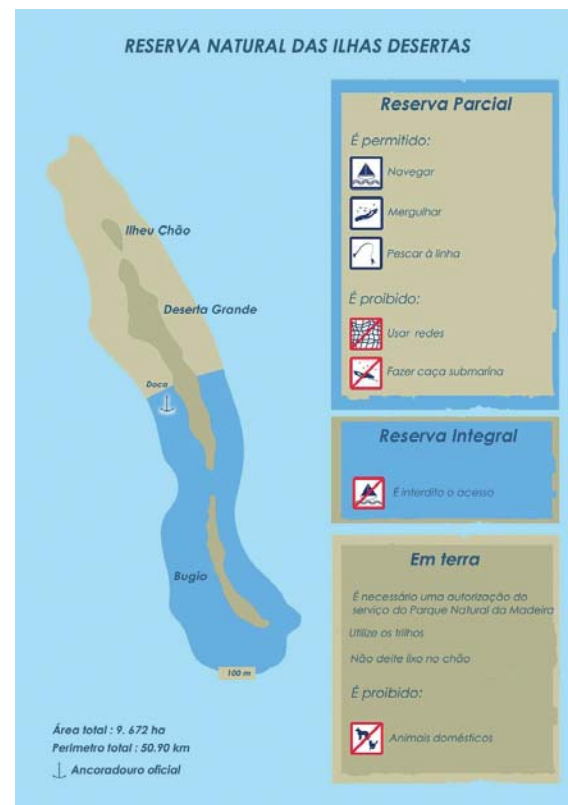 RESERVA NATURAL DAS ILHAS DESERTAS
Ilheu Chão
Deserta Grande
Doca
Bugio
100 m
Área total : 9. 672 ha
Perimetro total : 50.90 km
Ancoradouro oficial
Reserva Parcial
É permitido:
Navegar
Mergulhar
Pescar à linha
É proibido:
Usar redes
Fazer caça submarina
Reserva Integral
É interdito o acesso
Em terra
É necessário uma autorização do
serviço do Parque Natural da Madeira
Utilize os trilhos
Não deite lixo no chão
É proibido:
Animais domésticos